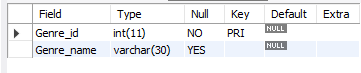 Field Type Null Key Default Extra
Genre_id int(11) NO PRI NULL
Genre_name varchar(30) YES NULL